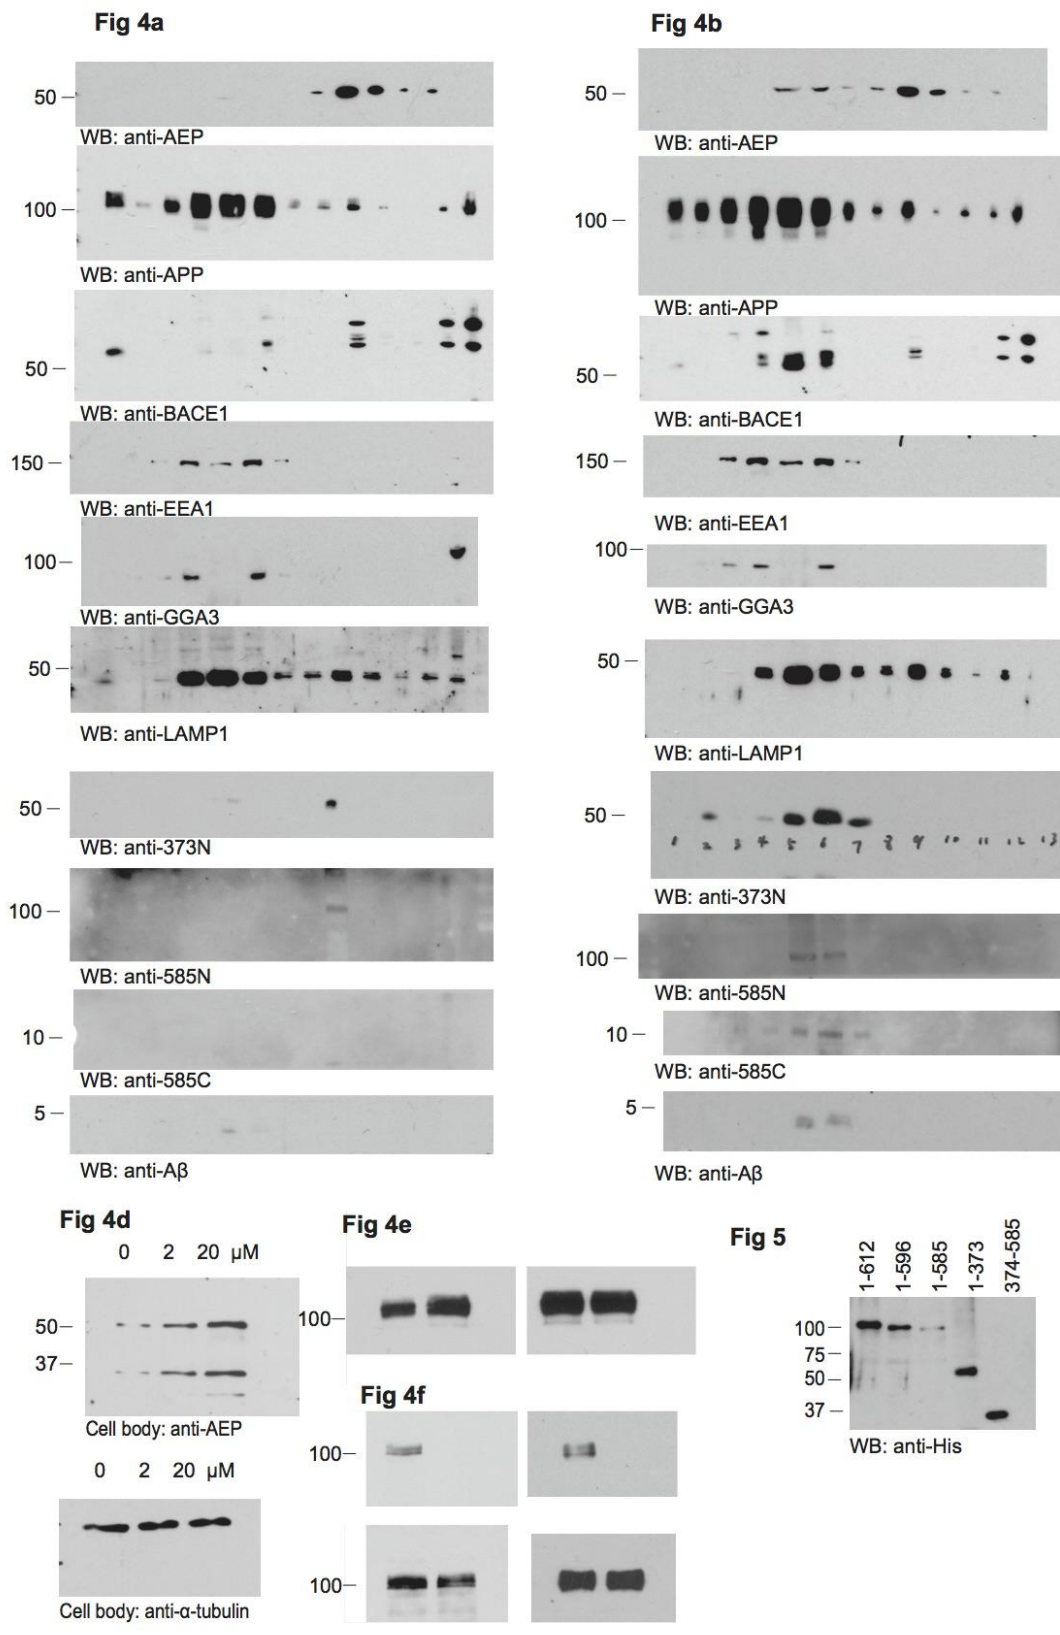 Fig 4a
50
WB: anti-AEP
100
WB: anti-APP
50
WB: anti-BACE1
150
WB: anti-EEA1
100
WB: anti-GGA3
50
WB: anti-LAMP1
50
WB: anti-373N
100
WB: anti-585N
10
WB: anti-585C
5
WB: anti-Aβ
Fig 4b
50
WB: anti-AEP
100
WB: anti-APP
50
WB: anti-BACE1
150
WB: anti-EEA1
100
WB: anti-GGA3
50
WB: anti-LAMP1
50
1 2 3 4 5 6 7 8 9 10 11 12 13
WB: anti-373N
100
WB: anti-585N
10
WB: anti-585C
5
WB: anti-Aβ
Fig 4d
0 2 20 µM
50
37
Cell body: anti-AEP
0 2 20 µM
Cell body: anti-α-tubulin
Fig 4e
100
Fig 4f
100
100
Fig 5
1-612
1-596
1-585
1-373
374-585
100
75
50
37
WB: anti-His